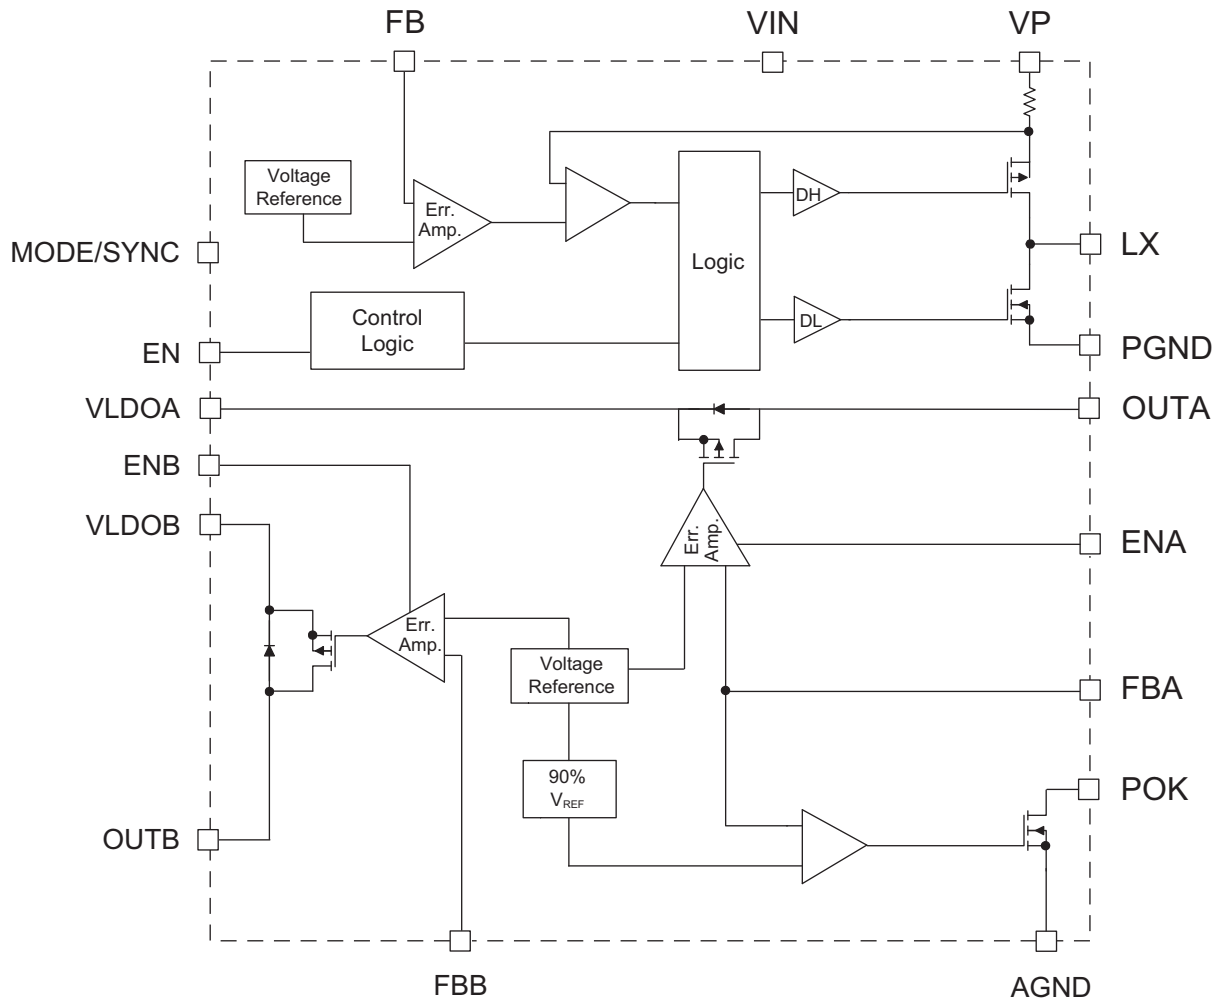 FB
VIN
VP
Voltage
Reference
Err.
Amp.
DH
MODE/SYNC
LX
Logic
Control
Logic
DL
EN
PGND
VLDOA
OUTA
ENB
VLDOB
Err.
Amp.
ENA
Err.
Amp.
Voltage
Reference
FBA
90%
VREF
POK
OUTB
FBB
AGND